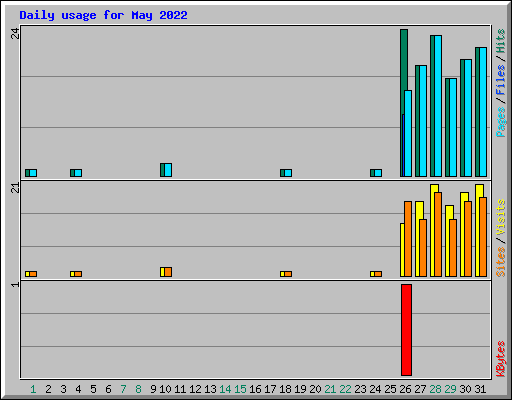 Daily usage for May 2022
24
21
1
Pages / Files / Hits
Sites / Visits
KBytes
1 2 3 4 5 6 7 8 9 10 11 12 13 14 15 16 17 18 19 20 21 22 23 24 25 26 27 28 29 30 31